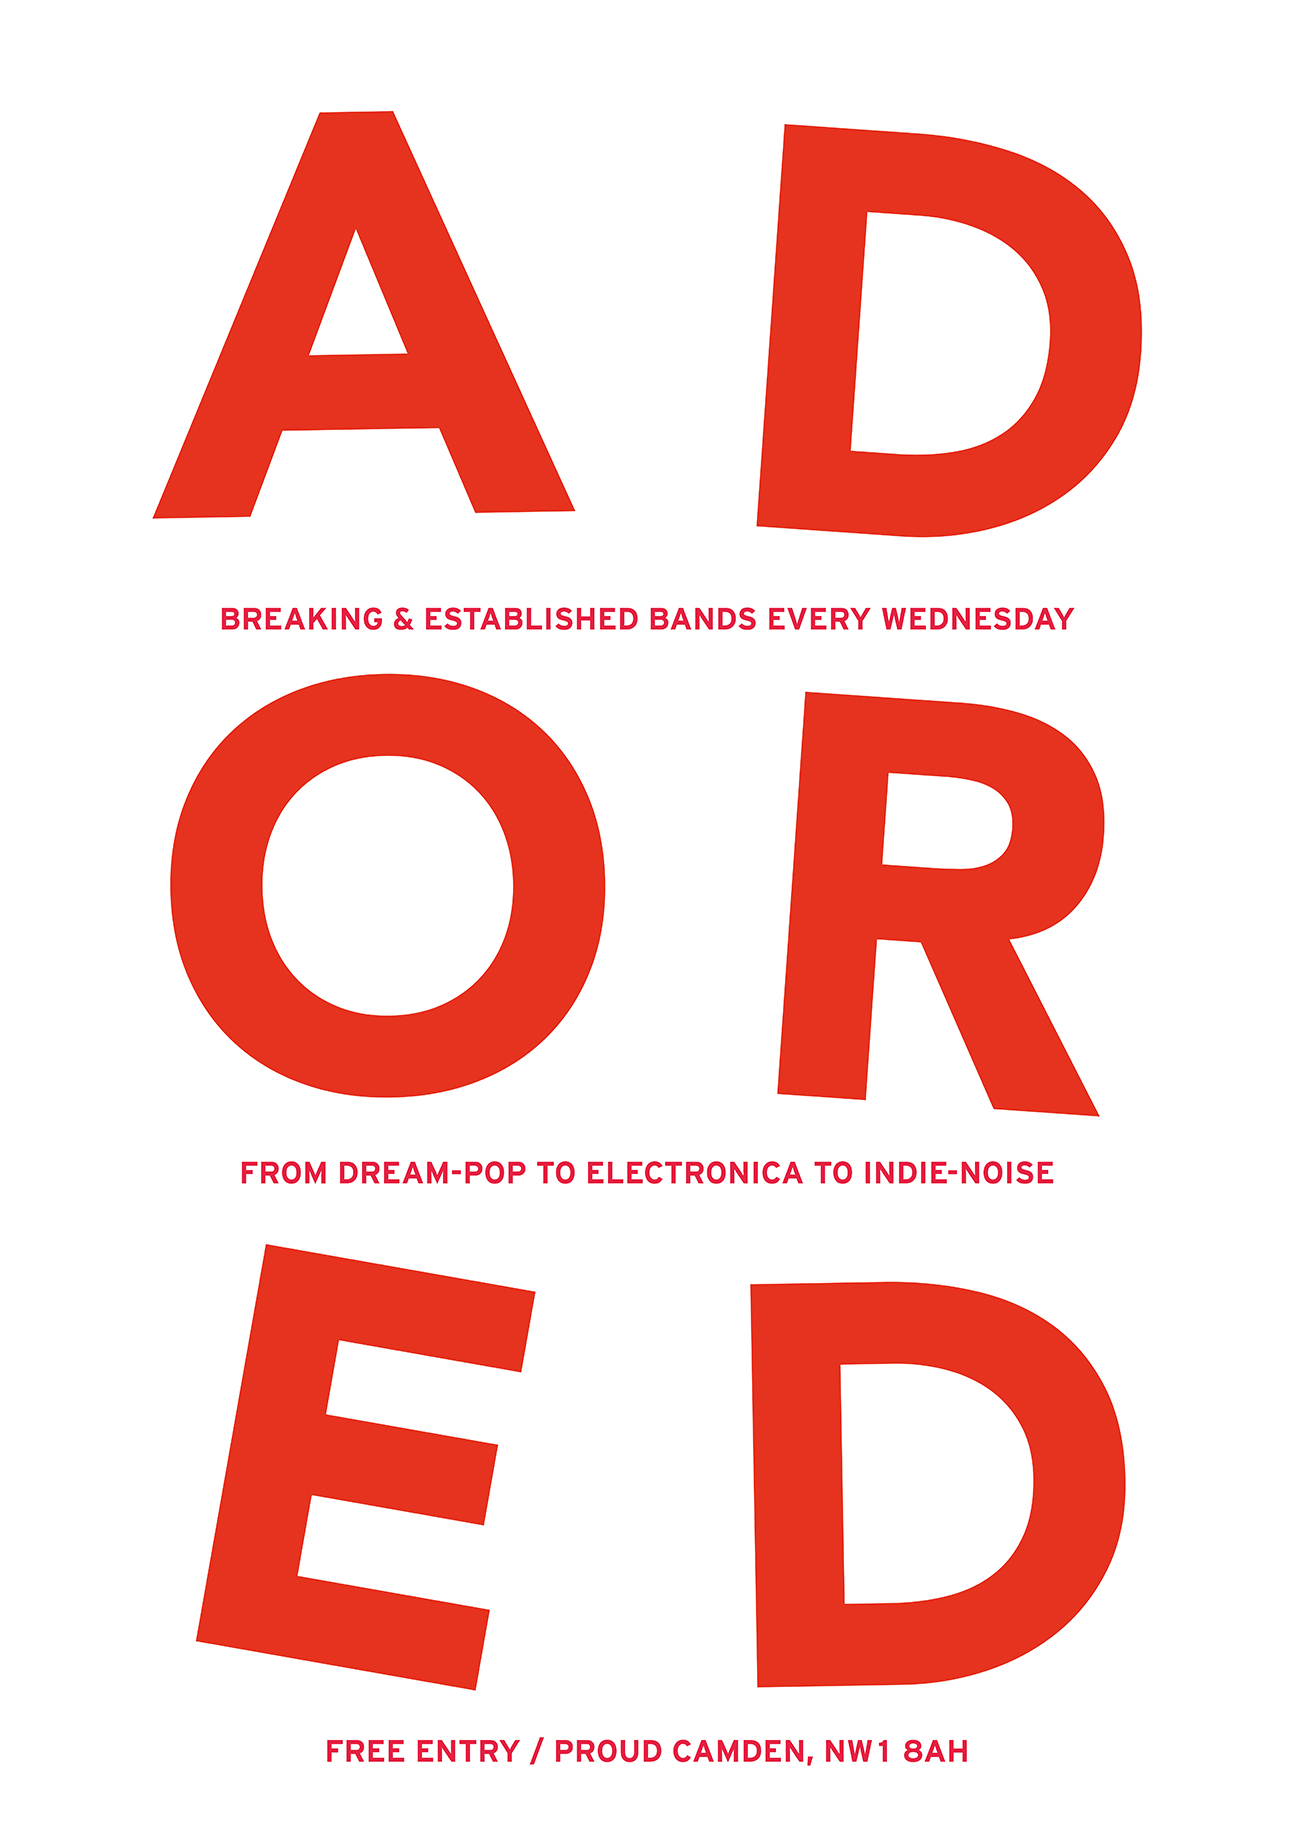 AD
BREAKING & ESTABLISHED BANDS EVERY WEDNESDAY
OR
FROM DREAM-POP TO ELECTRONICA TO INDIE-NOISE
ED
FREE ENTRY / PROUD CAMDEN, NW1 8AH